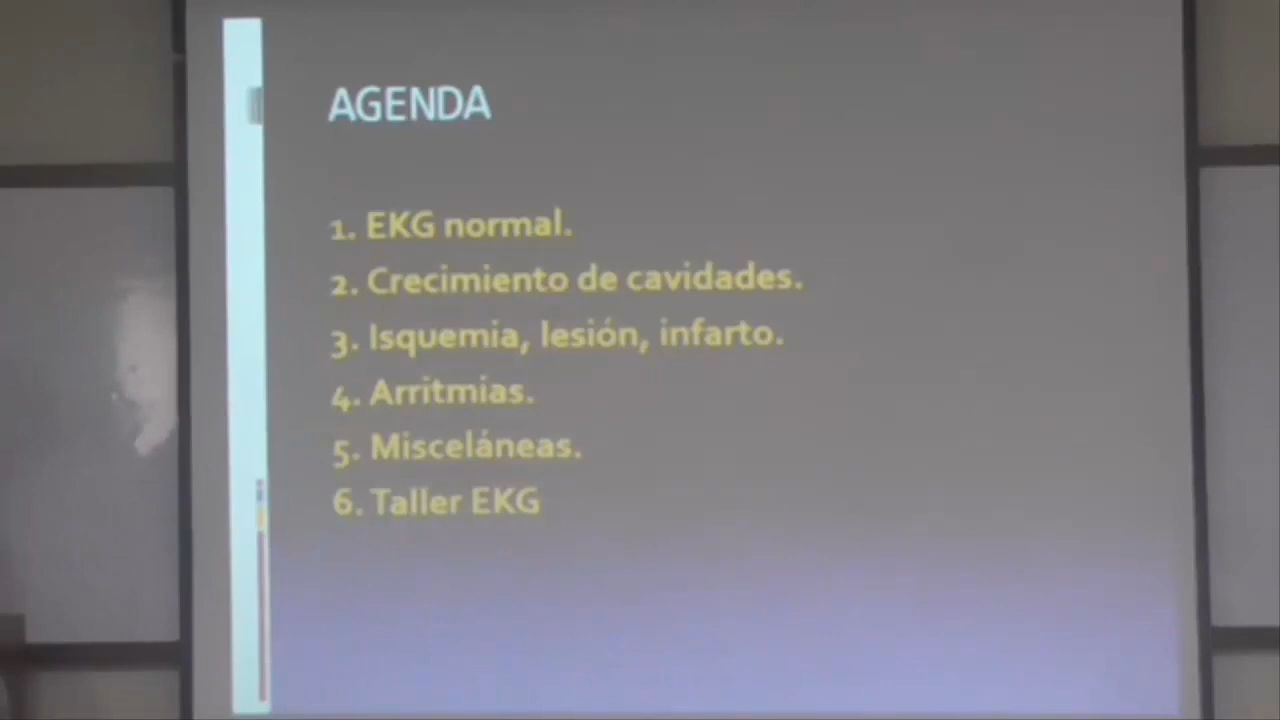 AGENDA
1. EKG normal.
2. Crecimiento de cavidades.
3. Isquemia, lesión, infarto.
4. Arritmias.
5. Misceláneas.
6. Taller EKG